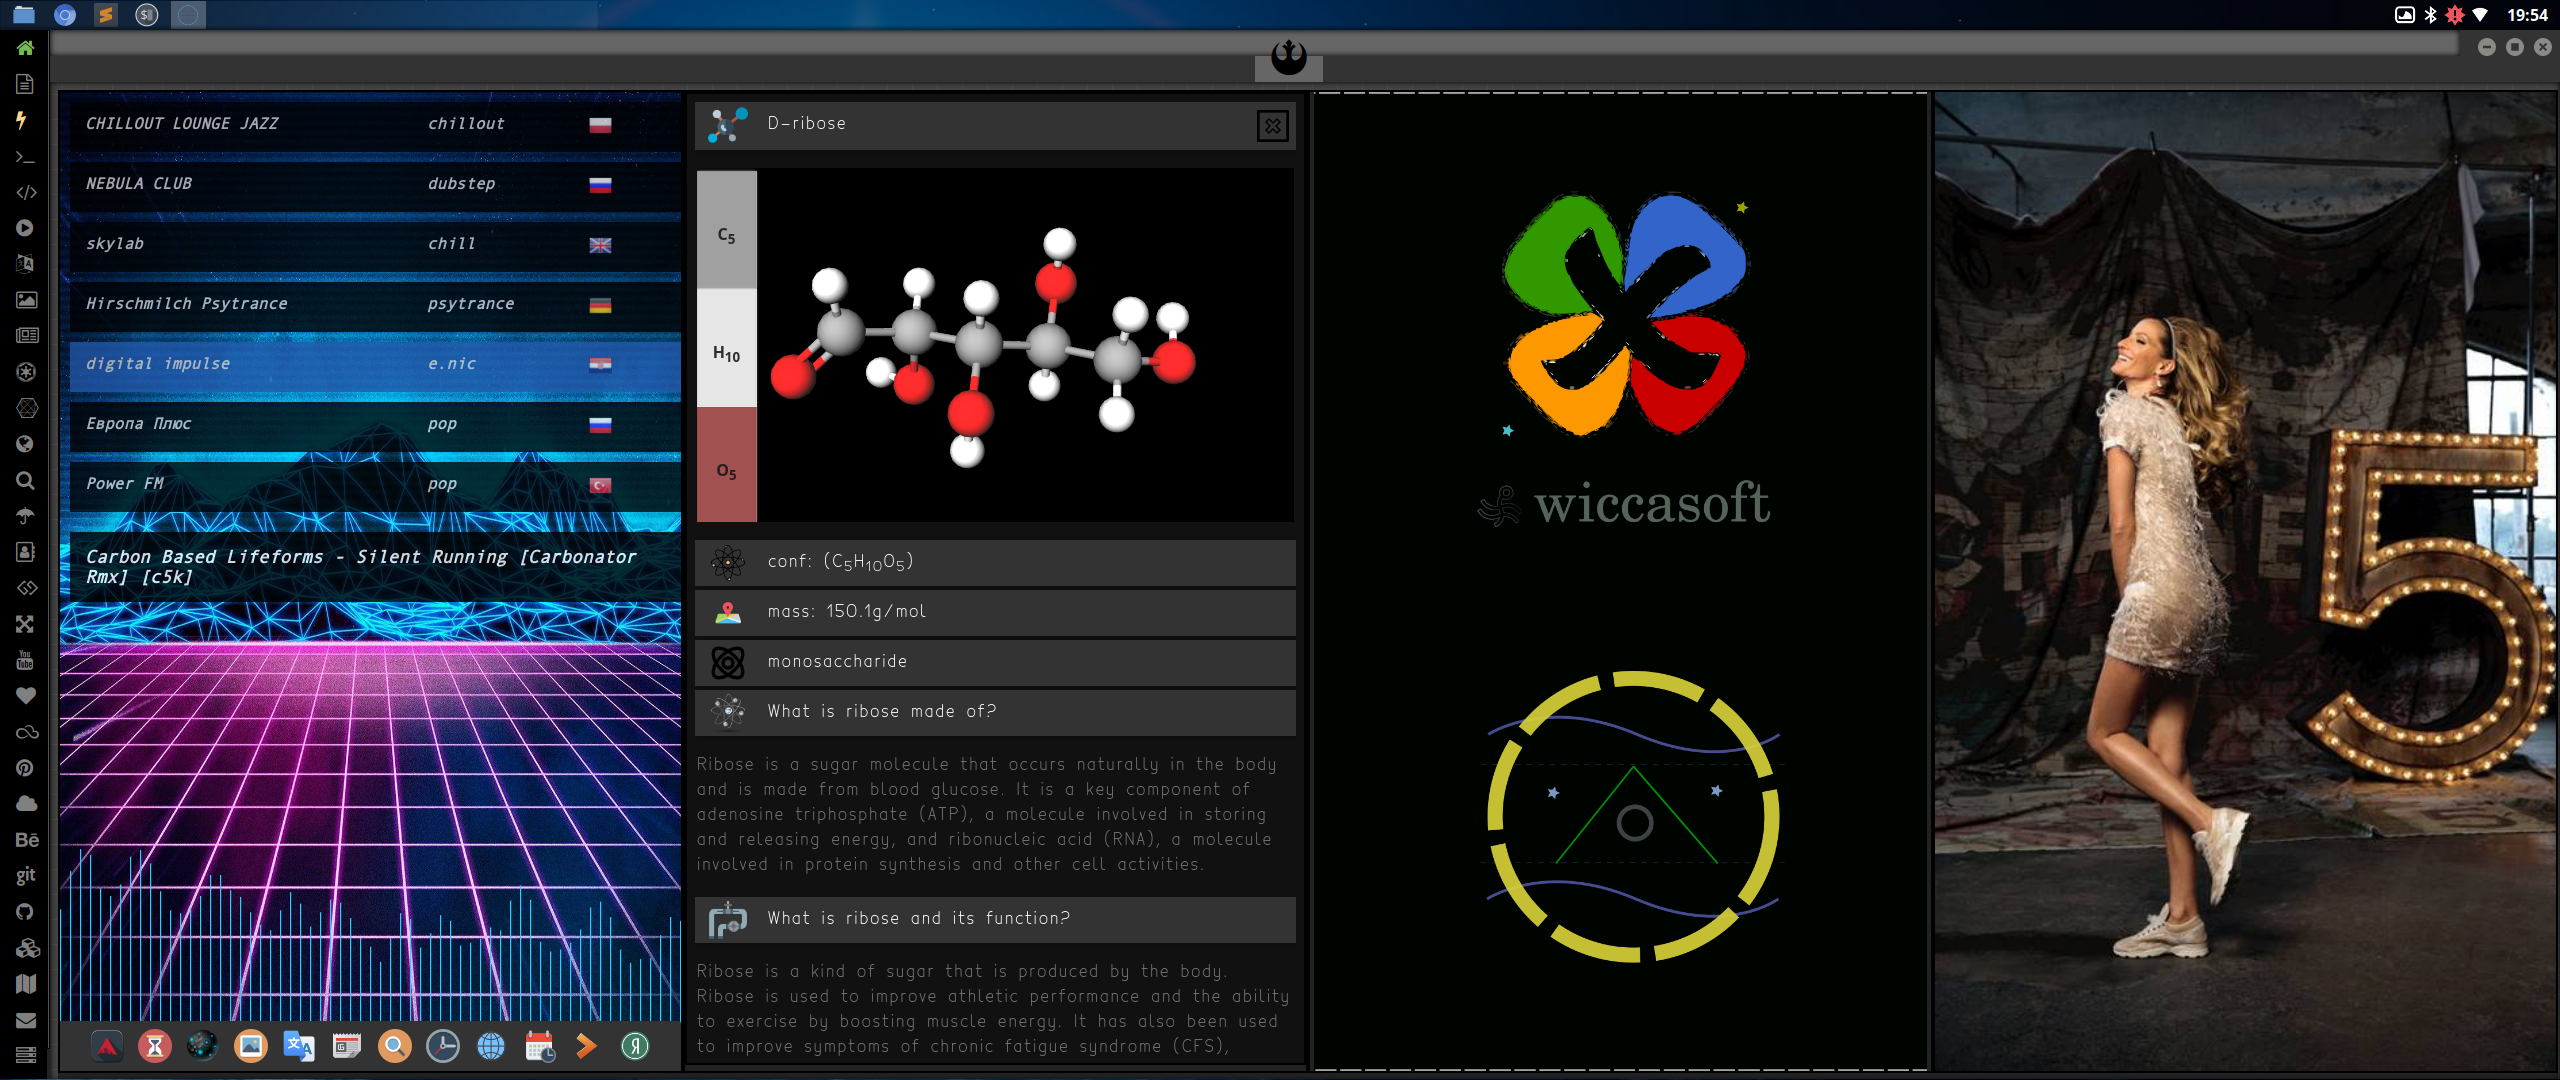 19:54
CHILLOUT LOUNGE JAZZ chillout
NEBULA CLUB dubstep
skylab chill
Hirschmilch Psytrance psytrance
digital impulse e.nic
Европа Плюс pop
Power FM pop
Carbon Based Lifeforms - Silent Running [Carbonator
Rmx] [c5k]
You
Tube
Bē
git
Я
D-ribose
C5
H10
O5
conf: (C5H10O5)
mass: 150.1g/mol
monosaccharide
What is ribose made of?
Ribose is a sugar molecule that occurs naturally in the body
and is made from blood glucose. It is a key component of
adenosine triphosphate (ATP), a molecule involved in storing
and releasing energy, and ribonucleic acid (RNA), a molecule
involved in protein synthesis and other cell activities.
What is ribose and its function?
Ribose is a kind of sugar that is produced by the body.
Ribose is used to improve athletic performance and the ability
to exercise by boosting muscle energy. It has also been used
to improve symptoms of chronic fatigue syndrome (CFS),
wiccasoft
5